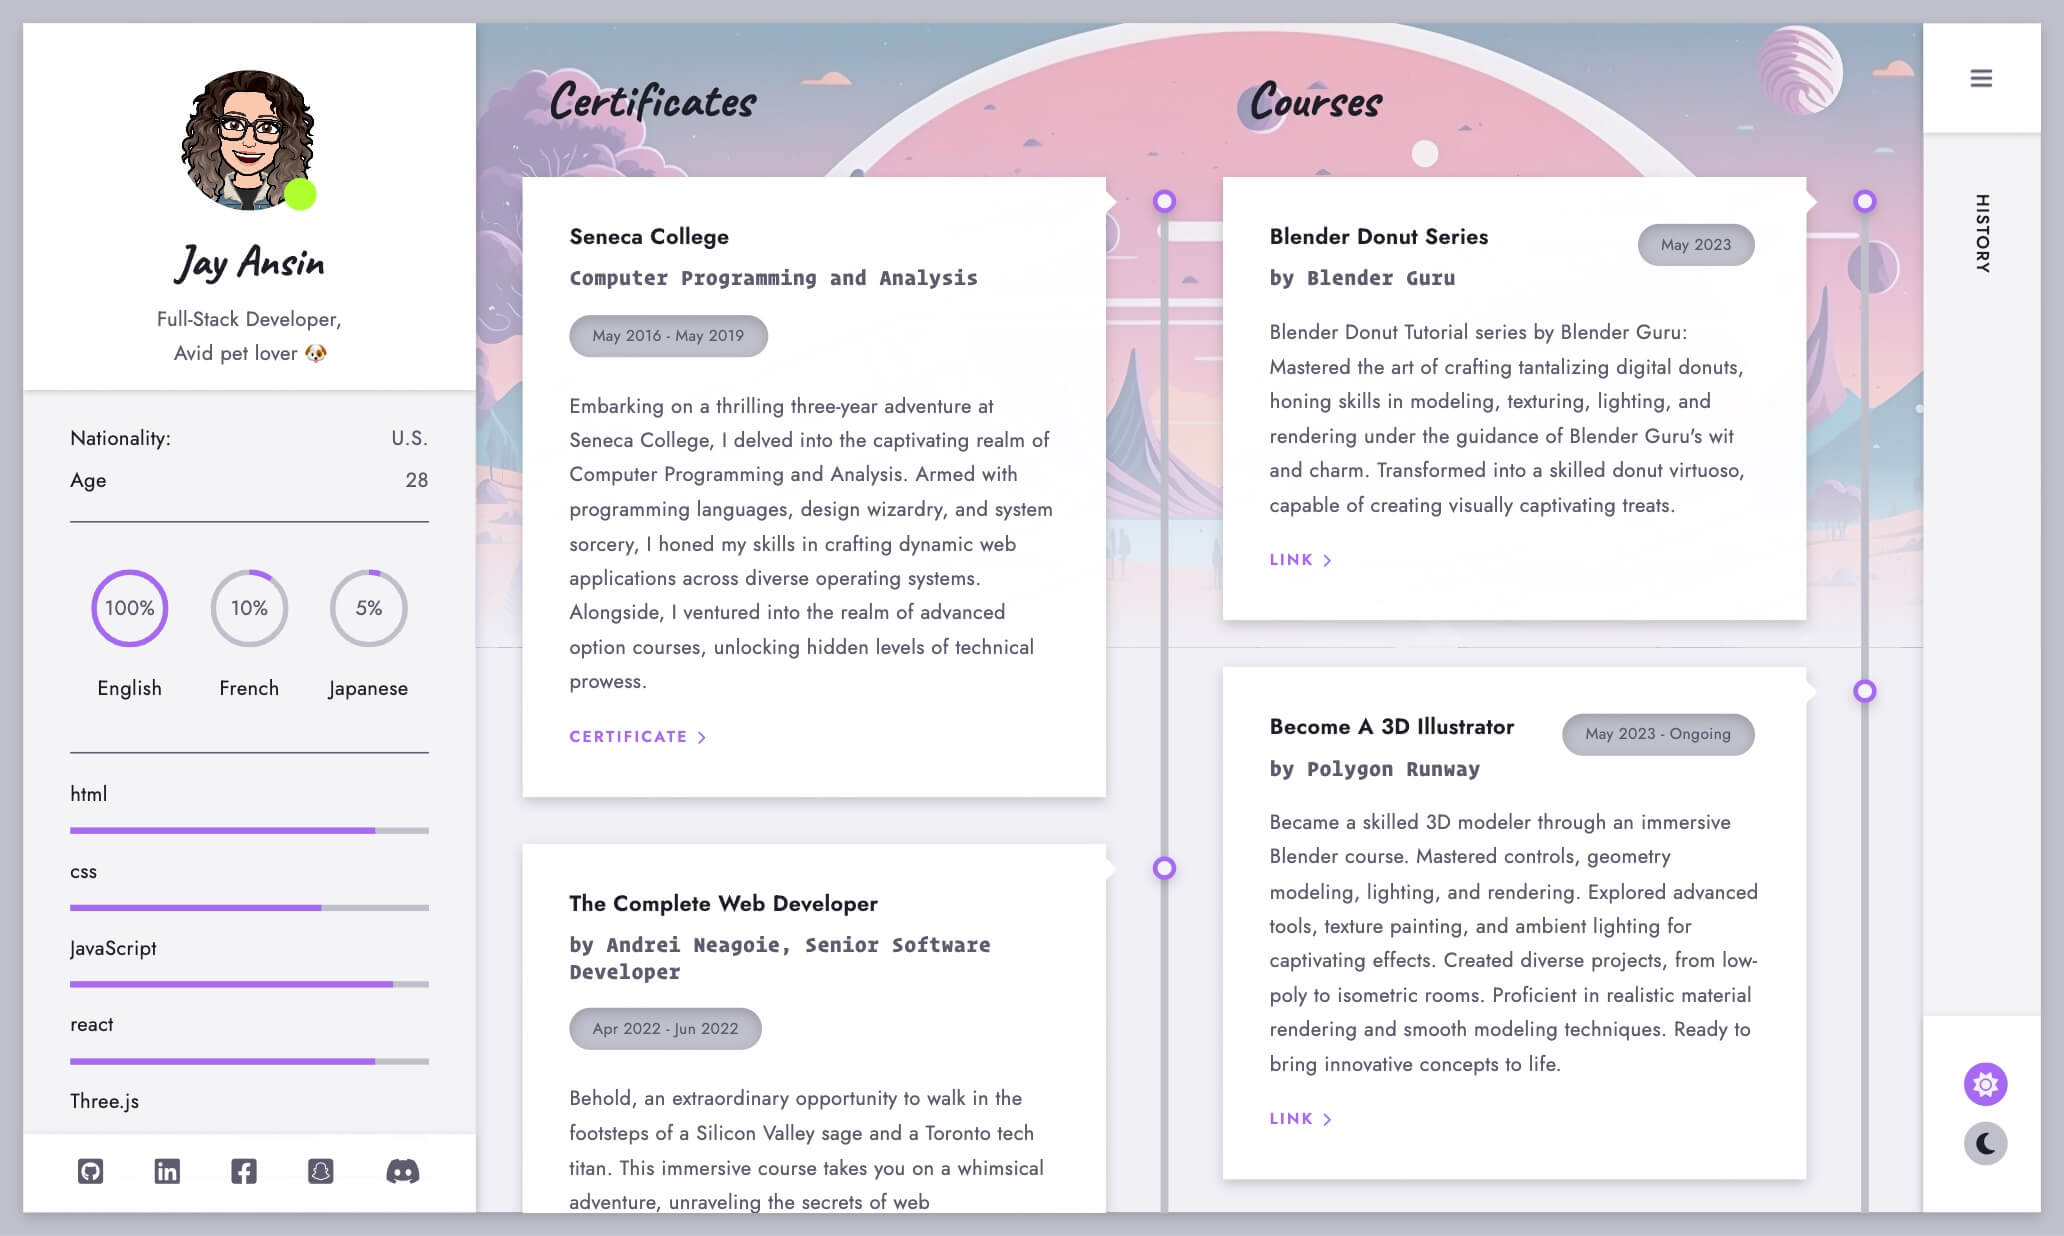 Jay Ansin
Full-Stack Developer,
Avid pet lover 🐶
Nationality: U.S.
Age 28
100% 10% 5%
English French Japanese
html
css
JavaScript
react
Three.js
Certificates
Seneca College
Computer Programming and Analysis
May 2016 - May 2019
Embarking on a thrilling three-year adventure at
Seneca College, I delved into the captivating realm of
Computer Programming and Analysis. Armed with
programming languages, design wizardry, and system
sorcery, I honed my skills in crafting dynamic web
applications across diverse operating systems.
Alongside, I ventured into the realm of advanced
option courses, unlocking hidden levels of technical
prowess.
CERTIFICATE >
The Complete Web Developer
by Andrei Neagoie, Senior Software
Developer
Apr 2022 - Jun 2022
Behold, an extraordinary opportunity to walk in the
footsteps of a Silicon Valley sage and a Toronto tech
titan. This immersive course takes you on a whimsical
adventure, unraveling the secrets of web
Courses
Blender Donut Series
May 2023
by Blender Guru
Blender Donut Tutorial series by Blender Guru:
Mastered the art of crafting tantalizing digital donuts,
honing skills in modeling, texturing, lighting, and
rendering under the guidance of Blender Guru's wit
and charm. Transformed into a skilled donut virtuoso,
capable of creating visually captivating treats.
LINK >
Become A 3D Illustrator
May 2023 - Ongoing
by Polygon Runway
Became a skilled 3D modeler through an immersive
Blender course. Mastered controls, geometry
modeling, lighting, and rendering. Explored advanced
tools, texture painting, and ambient lighting for
captivating effects. Created diverse projects, from low-
poly to isometric rooms. Proficient in realistic material
rendering and smooth modeling techniques. Ready to
bring innovative concepts to life.
LINK >
HISTORY